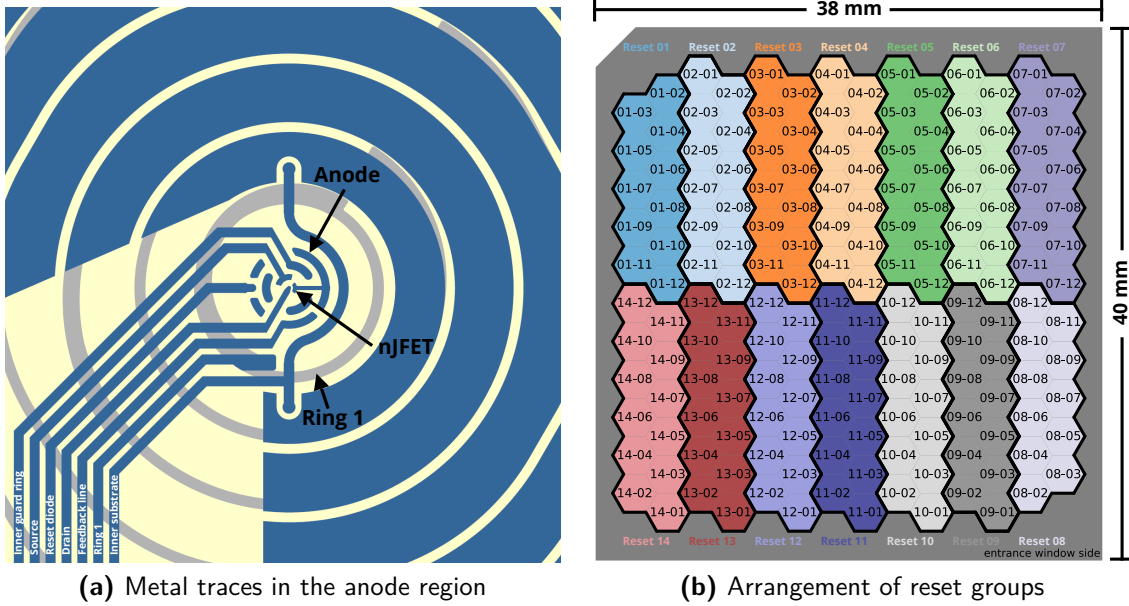 Anode
nJFET
Ring 1
Inner guard ring
Source
Reset diode
Drain
Feedback line
Ring 1
Inner substrate
(a) Metal traces in the anode region
38 mm
40 mm
Reset 01 Reset 02 Reset 03 Reset 04 Reset 05 Reset 06 Reset 07
02-01 03-01 04-01 05-01 06-01 07-01
01-02 02-02 03-02 04-02 05-02 06-02 07-02
01-03 02-03 03-03 04-03 05-03 06-03 07-03
01-04 02-04 03-04 04-04 05-04 06-04 07-04
01-05 02-05 03-05 04-05 05-05 06-05 07-05
01-06 02-06 03-06 04-06 05-06 06-06 07-06
01-07 02-07 03-07 04-07 05-07 06-07 07-07
01-08 02-08 03-08 04-08 05-08 06-08 07-08
01-09 02-09 03-09 04-09 05-09 06-09 07-09
01-10 02-10 03-10 04-10 05-10 06-10 07-10
01-11 02-11 03-11 04-11 05-11 06-11 07-11
01-12 02-12 03-12 04-12 05-12 06-12 07-12
14-12 13-12 12-12 11-12 10-12 09-12 08-12
14-11 13-11 12-11 11-11 10-11 09-11 08-11
14-10 13-10 12-10 11-10 10-10 09-10 08-10
14-09 13-09 12-09 11-09 10-09 09-09 08-09
14-08 13-08 12-08 11-08 10-08 09-08 08-08
14-07 13-07 12-07 11-07 10-07 09-07 08-07
14-06 13-06 12-06 11-06 10-06 09-06 08-06
14-05 13-05 12-05 11-05 10-05 09-05 08-05
14-04 13-04 12-04 11-04 10-04 09-04 08-04
14-03 13-03 12-03 11-03 10-03 09-03 08-03
14-02 13-02 12-02 11-02 10-02 09-02 08-02
14-01 13-01 12-01 11-01 10-01 09-01
Reset 14 Reset 13 Reset 12 Reset 11 Reset 10 Reset 09 Reset 08
entrance window side
(b) Arrangement of reset groups